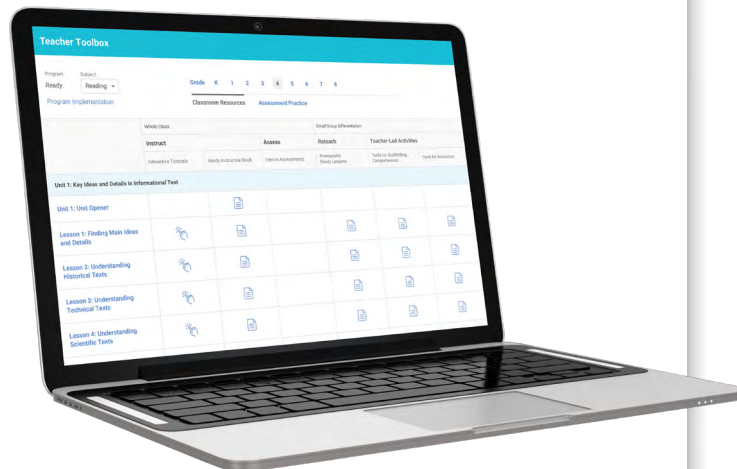 Teacher Toolbox
Program Subject
Ready Reading
Grade K 1 2 3 4 5 6 7 8
Program Implementation
Classroom Resources Assessment Practice
Whole Class Small Group Differentiation
Instruct Assess Reteach Teacher-Led Activities
Interactive Tutorials Ready Instruction Book Interim Assessments Prerequisite Ready Lessons Tools for Scaffolding Comprehension Tools for Instruction
Unit 1: Key Ideas and Details in Informational Text
Unit 1: Unit Opener
Lesson 1: Finding Main Ideas
and Details
Lesson 2: Understanding
Historical Texts
Lesson 3: Understanding
Technical Texts
Lesson 4: Understanding
Scientific Texts